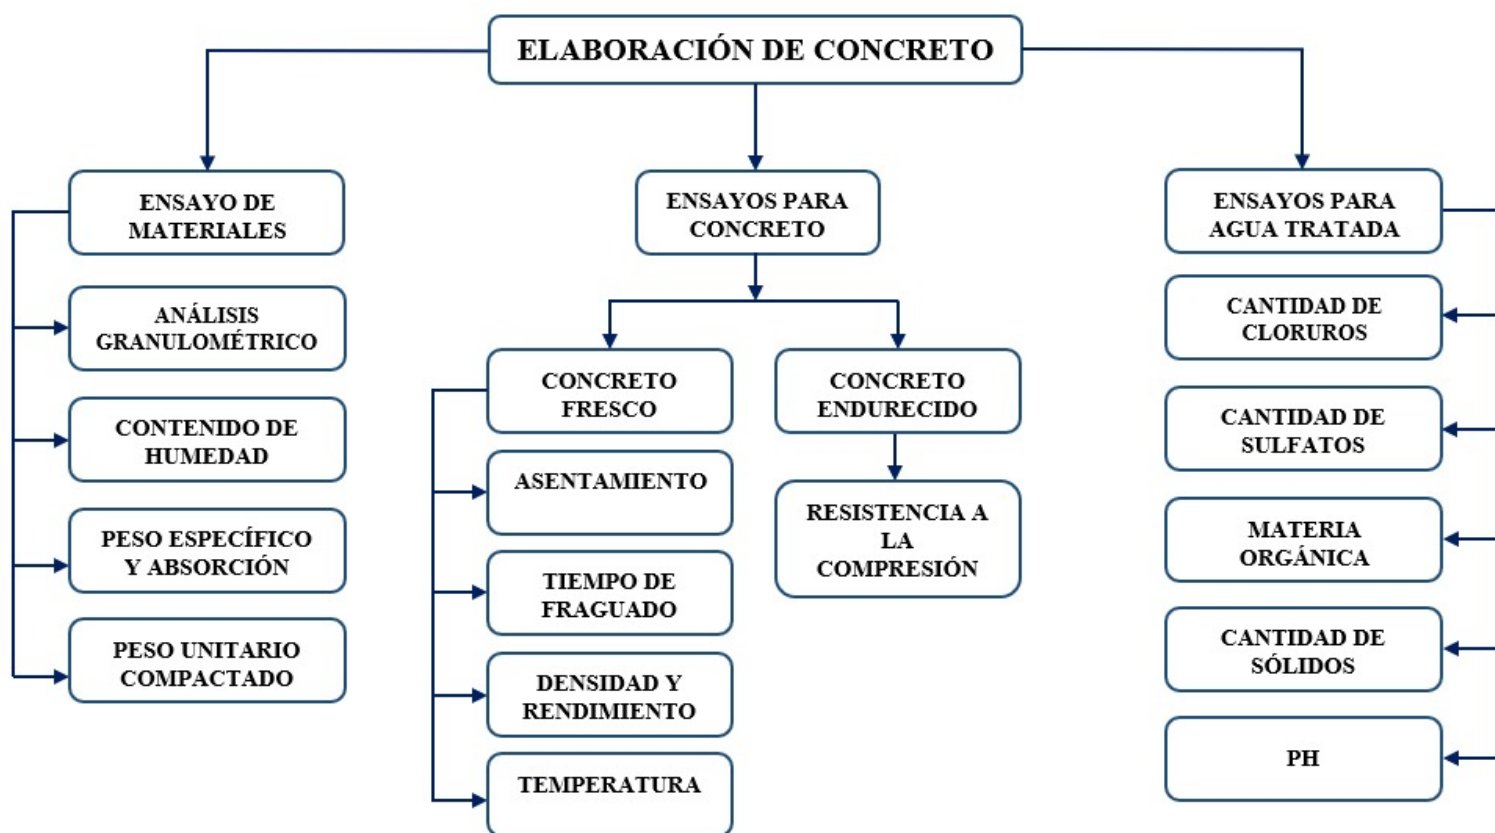 ELABORACIÓN DE CONCRETO
ENSAYO DE
MATERIALES
ANÁLISIS
GRANULOMÉTRICO
CONTENIDO DE
HUMEDAD
PESO ESPECÍFICO
Y ABSORCIÓN
PESO UNITARIO
COMPACTADO
ENSAYOS PARA
CONCRETO
CONCRETO
FRESCO
ASENTAMIENTO
TIEMPO DE
FRAGUADO
DENSIDAD Y
RENDIMIENTO
TEMPERATURA
CONCRETO
ENDURECIDO
RESISTENCIA A
LA
COMPRESIÓN
ENSAYOS PARA
AGUA TRATADA
CANTIDAD DE
CLORUROS
CANTIDAD DE
SULFATOS
MATERIA
ORGÁNICA
CANTIDAD DE
SÓLIDOS
PH